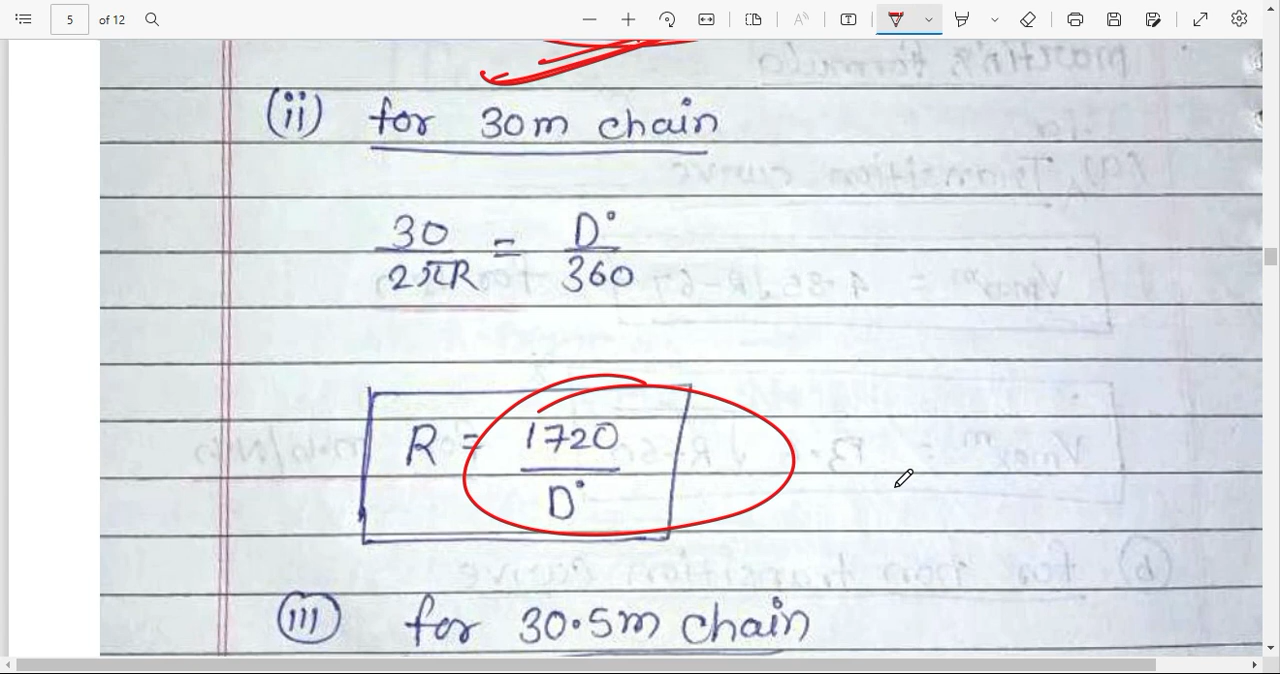 5 of 12
(ii) for 30m chain
30 / 2πR = D° / 360
R = 1720 / D°
(iii) for 30.5m chain